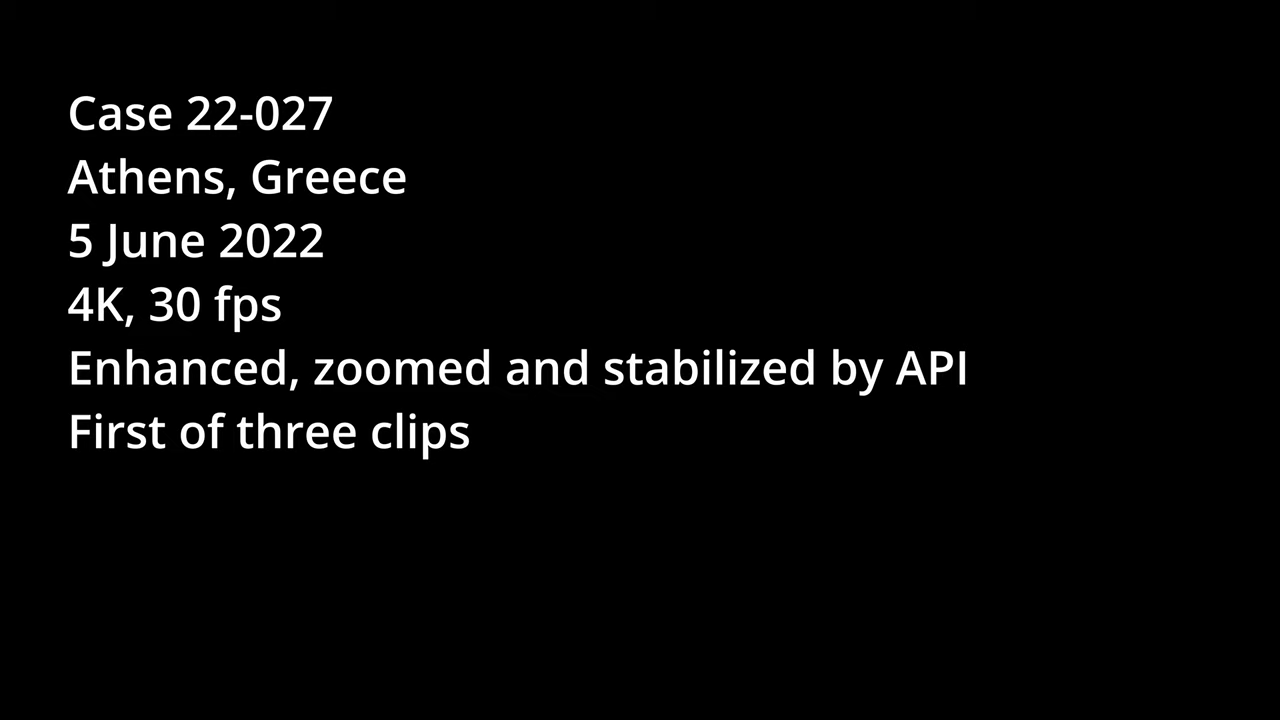 Case 22-027
Athens, Greece
5 June 2022
4K, 30 fps
Enhanced, zoomed and stabilized by API
First of three clips